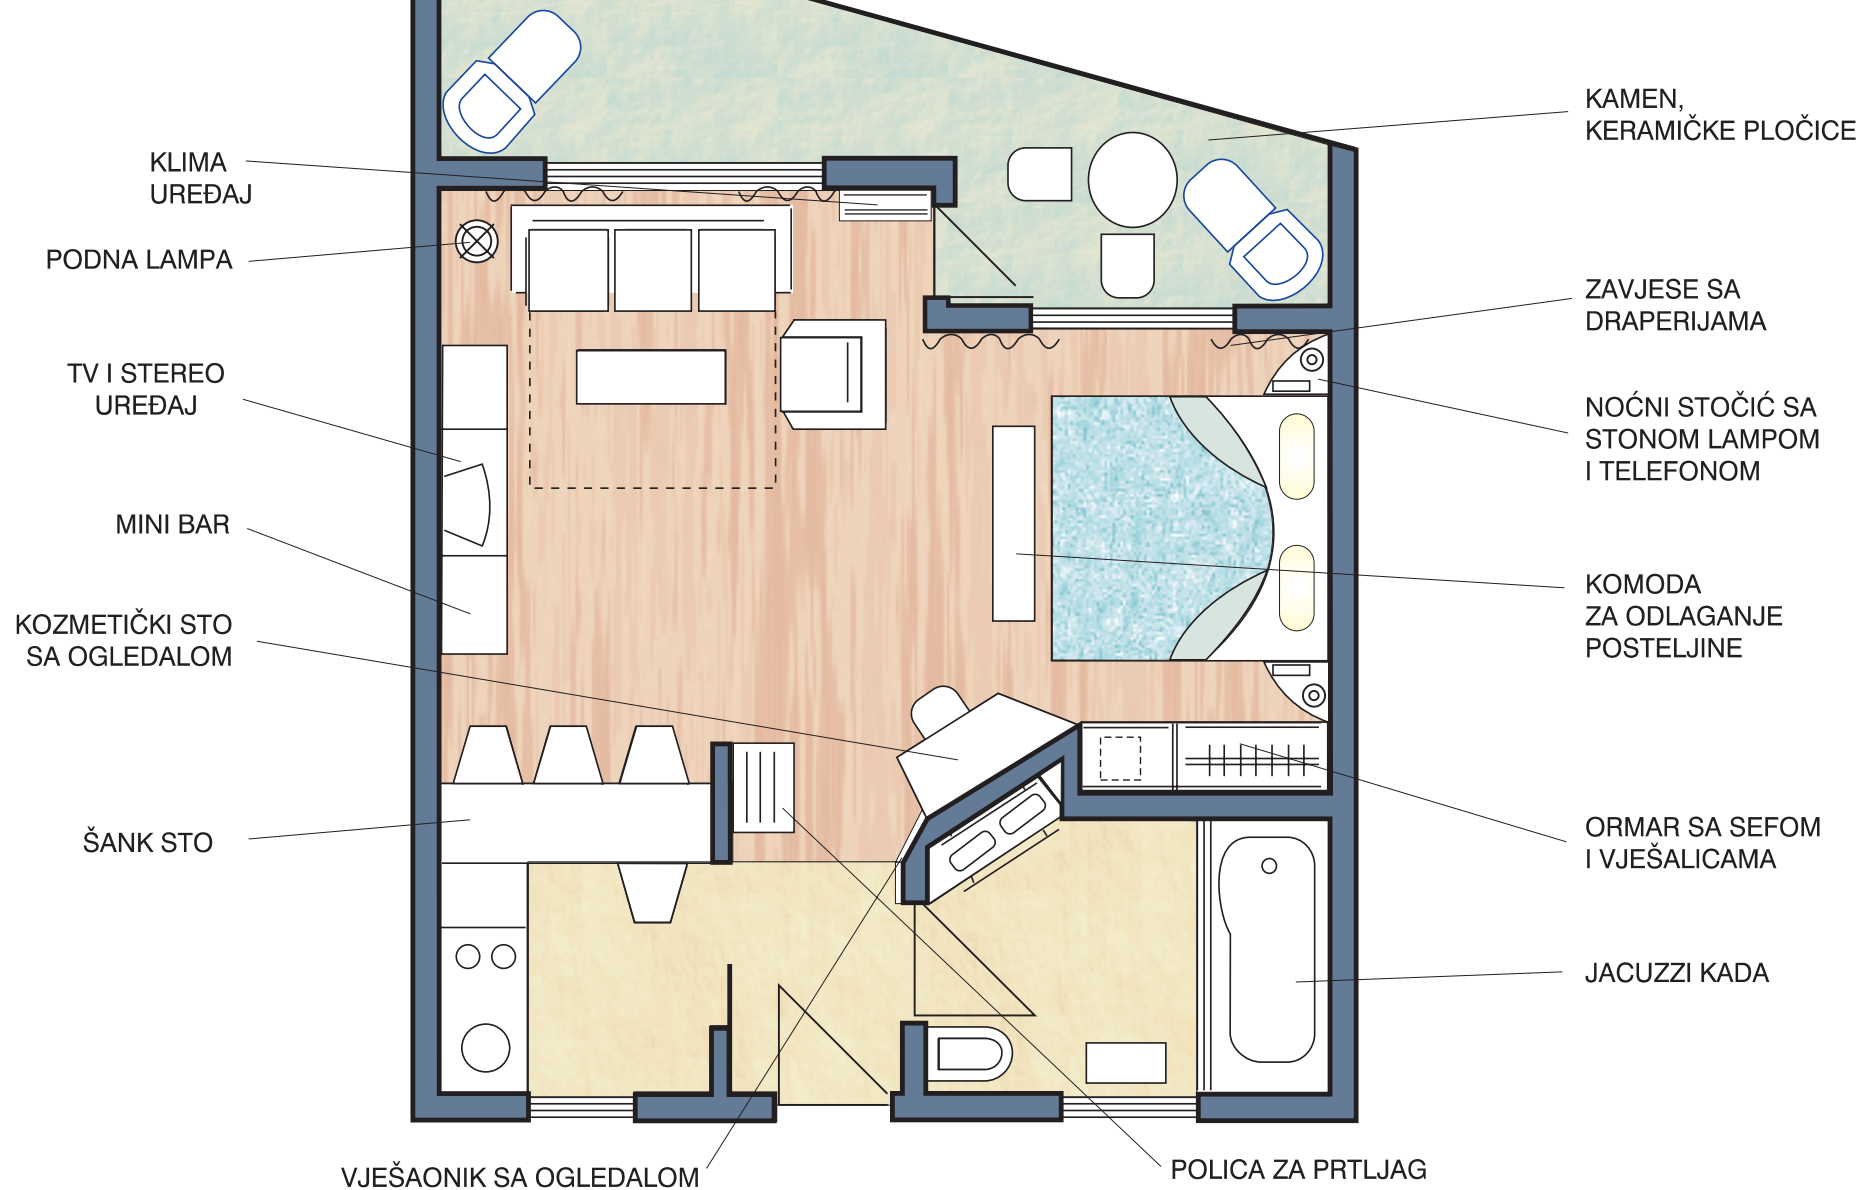 KLIMA
UREĐAJ
PODNA LAMPA
TV I STEREO
UREĐAJ
MINI BAR
KOZMETIČKI STO
SA OGLEDALOM
ŠANK STO
VJEŠAONIK SA OGLEDALOM
KAMEN,
KERAMIČKE PLOČICE
ZAVJESE SA
DRAPERIJAMA
NOĆNI STOČIĆ SA
STONOM LAMPOM
I TELEFONOM
KOMODA
ZA ODLAGANJE
POSTELJINE
ORMAR SA SEFOM
I VJEŠALICAMA
JACUZZI KADA
POLICA ZA PRTLJAG